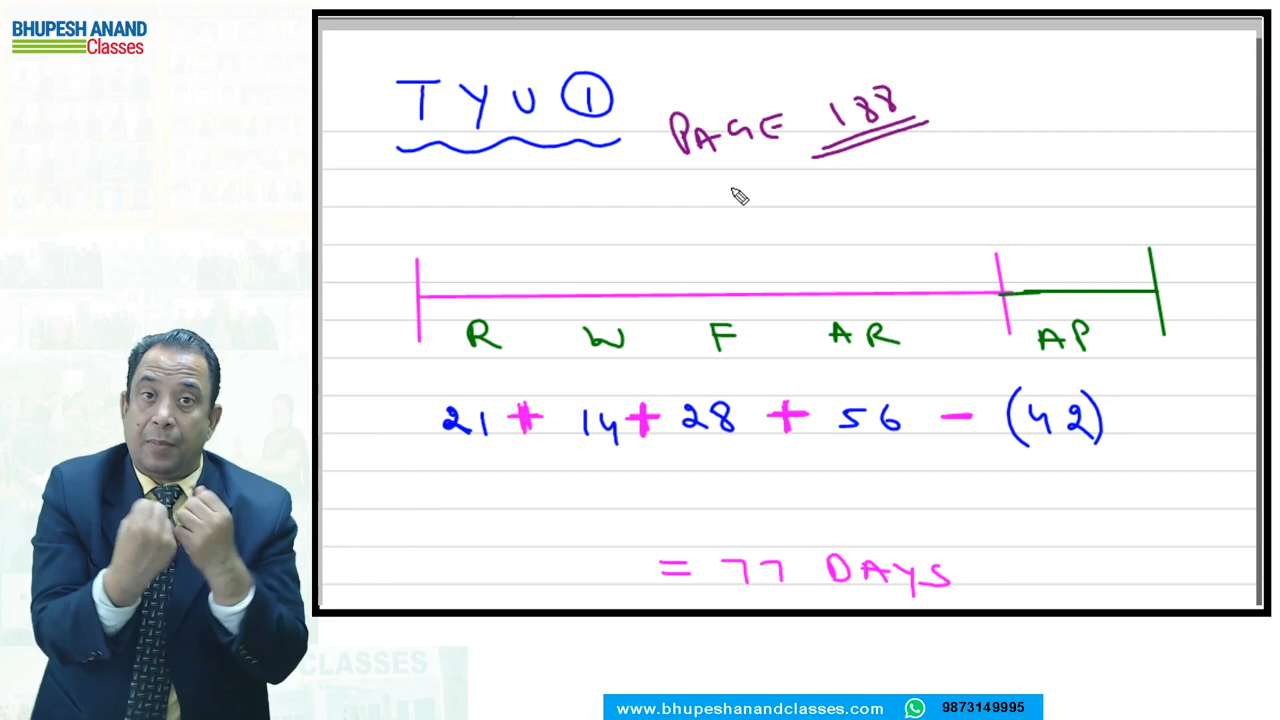 BHUPESH ANAND
Classes
T Y U ①
PAGE 188
R W F AR AP
21 + 14 + 28 + 56 - (42)
= 77 DAYS
CLASSES
www.bhupeshanandclasses.com 9873149995